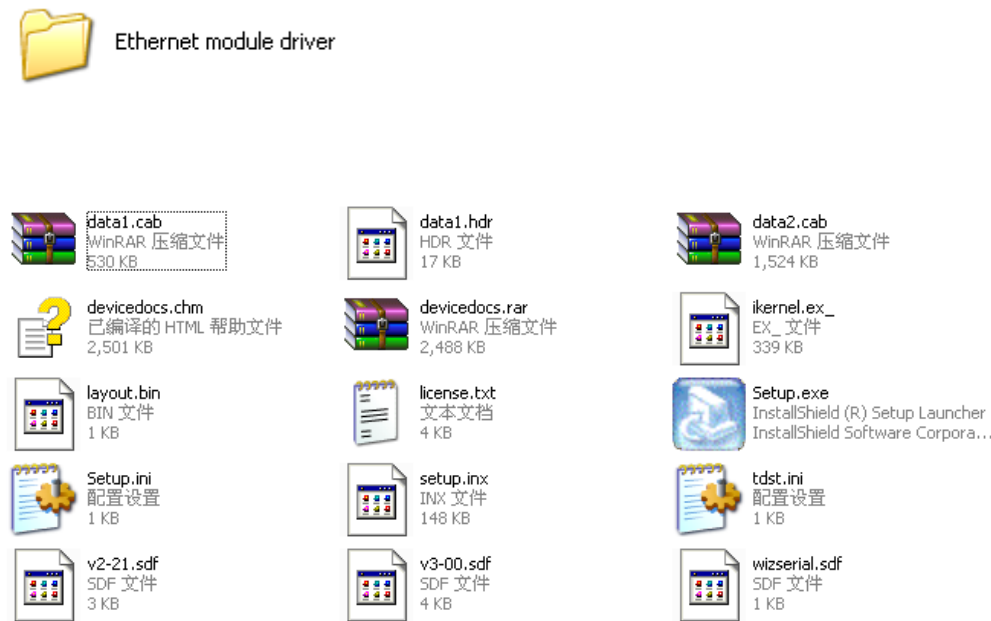 Ethernet module driver
data1.cab
WinRAR 压缩文件
530 KB
data1.hdr
HDR 文件
17 KB
data2.cab
WinRAR 压缩文件
1,524 KB
devicedocs.chm
已编译的 HTML 帮助文件
2,501 KB
devicedocs.rar
WinRAR 压缩文件
2,488 KB
ikernel.ex_
EX_ 文件
339 KB
layout.bin
BIN 文件
1 KB
license.txt
文本文档
4 KB
Setup.exe
InstallShield (R) Setup Launcher
InstallShield Software Corpora...
Setup.ini
配置设置
1 KB
setup.inx
INX 文件
148 KB
tdst.ini
配置设置
1 KB
v2-21.sdf
SDF 文件
3 KB
v3-00.sdf
SDF 文件
4 KB
wizserial.sdf
SDF 文件
1 KB